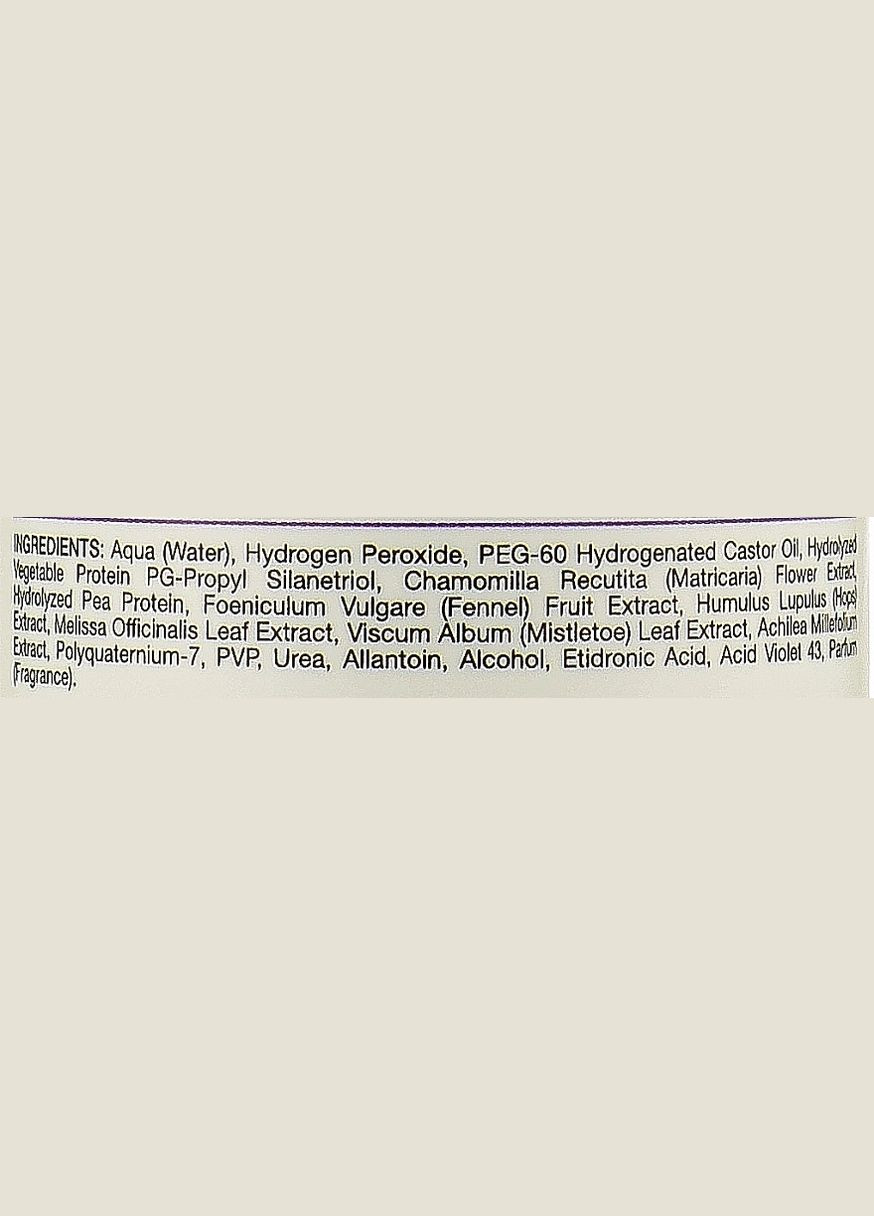 INGREDIENTS: Aqua (Water), Hydrogen Peroxide, PEG-60 Hydrogenated Castor Oil, Hydrolyzed
Vegetable Protein PG-Propyl Silanetriol, Chamomilla Recutita (Matricaria) Flower Extract,
Hydrolyzed Pea Protein, Foeniculum Vulgare (Fennel) Fruit Extract, Humulus Lupulus (Hops)
Extract, Melissa Officinalis Leaf Extract, Viscum Album (Mistletoe) Leaf Extract, Achilea Millefolium
Extract, Polyquaternium-7, PVP, Urea, Allantoin, Alcohol, Etidronic Acid, Acid Violet 43, Parfum
(Fragrance).